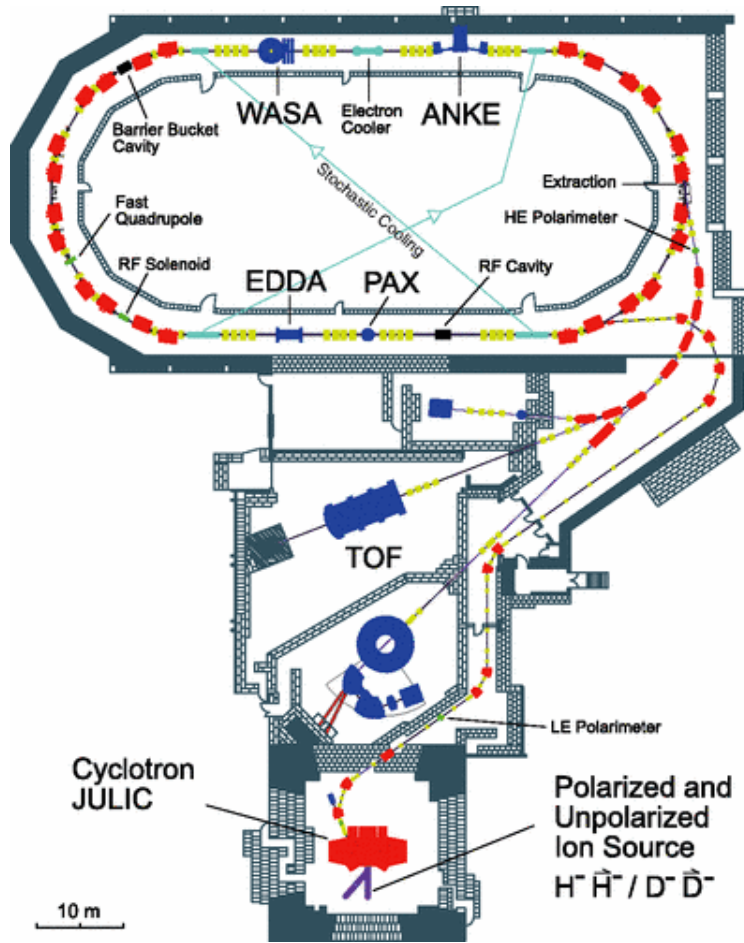 WASA
Electron
Cooler
ANKE
Barrier Bucket
Cavity
Stochastic Cooling
Extraction
HE Polarimeter
Fast
Quadrupole
RF Solenoid
EDDA
PAX
RF Cavity
TOF
LE Polarimeter
Cyclotron
JULIC
Polarized and
Unpolarized
Ion Source
H⁻ H⃗⁻ / D⁻ D⃗⁻
10 m